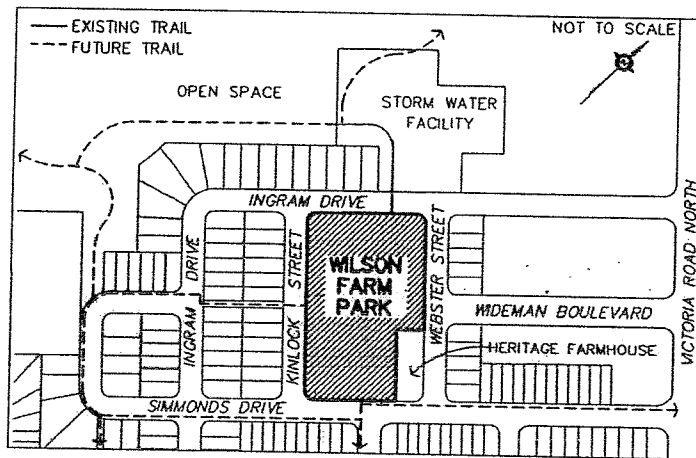 EXISTING TRAIL
FUTURE TRAIL
NOT TO SCALE
OPEN SPACE
STORM WATER
FACILITY
INGRAM DRIVE
INGRAM DRIVE
KINLOCK STREET
WILSON
FARM
PARK
WEBSTER STREET
VICTORIA ROAD NORTH
WIDEMAN BOULEVARD
HERITAGE FARMHOUSE
SIMMONDS DRIVE